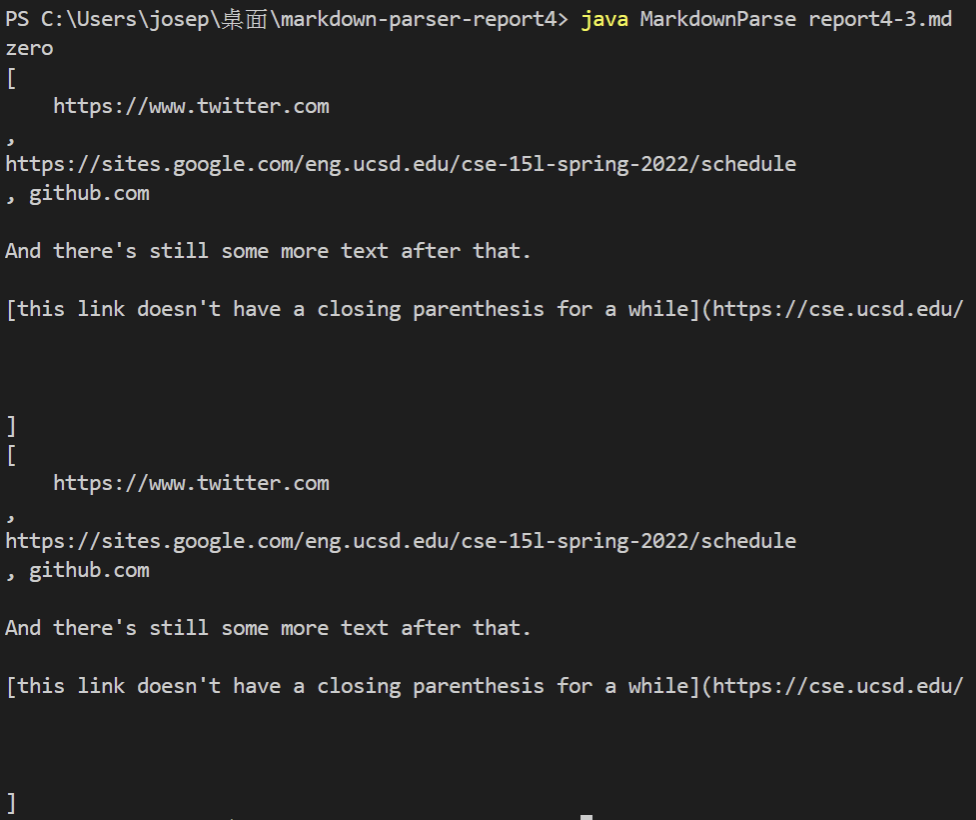 PS C:\Users\josep\桌面\markdown-parser-report4> java MarkdownParse report4-3.md
zero
[
    https://www.twitter.com
,
https://sites.google.com/eng.ucsd.edu/cse-15l-spring-2022/schedule
, github.com

And there's still some more text after that.

[this link doesn't have a closing parenthesis for a while](https://cse.ucsd.edu/



]
[
    https://www.twitter.com
,
https://sites.google.com/eng.ucsd.edu/cse-15l-spring-2022/schedule
, github.com

And there's still some more text after that.

[this link doesn't have a closing parenthesis for a while](https://cse.ucsd.edu/



]